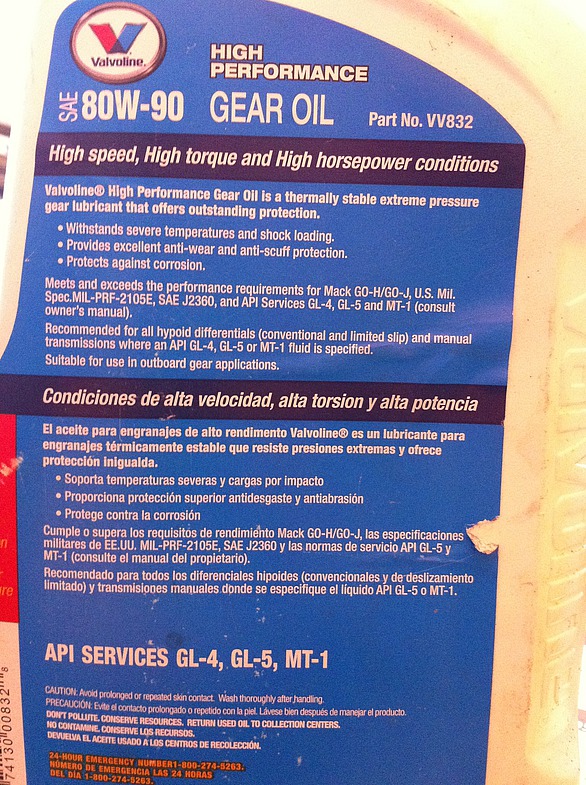 Valvoline.
HIGH
PERFORMANCE
SAE 80W-90 GEAR OIL Part No. VV832
High speed, High torque and High horsepower conditions
Valvoline® High Performance Gear Oil is a thermally stable extreme pressure
gear lubricant that offers outstanding protection.
• Withstands severe temperatures and shock loading.
• Provides excellent anti-wear and anti-scuff protection.
• Protects against corrosion.
Meets and exceeds the performance requirements for Mack GO-H/GO-J, U.S. Mil.
Spec.MIL-PRF-2105E, SAE J2360, and API Services GL-4, GL-5 and MT-1 (consult
owner's manual).
Recommended for all hypoid differentials (conventional and limited slip) and manual
transmissions where an API GL-4, GL-5 or MT-1 fluid is specified.
Suitable for use in outboard gear applications.
Condiciones de alta velocidad, alta torsion y alta potencia
El aceite para engranajes de alto rendimento Valvoline® es un lubricante para
engranajes térmicamente estable que resiste presiones extremas y ofrece
protección inigualda.
• Soporta temperaturas severas y cargas por impacto
• Proporciona protección superior antidesgaste y antiabrasión
• Protege contra la corrosión
Cumple o supera los requisitos de rendimiento Mack GO-H/GO-J, las especificaciones
militares de EE.UU. MIL-PRF-2105E, SAE J2360 y las normas de servicio API GL-5 y
MT-1 (consulte el manual del propietario).
Recomendado para todos los diferenciales hipoides (convencionales y de deslizamiento
limitado) y transmisiones manuales donde se especifique el líquido API GL-5 o MT-1.
API SERVICES GL-4, GL-5, MT-1
CAUTION: Avoid prolonged or repeated skin contact. Wash thoroughly after handling.
PRECAUCIÓN: Evite el contacto prolongado o repetido con la piel. Lávese bien después de manejar el producto.
DON'T POLLUTE. CONSERVE RESOURCES. RETURN USED OIL TO COLLECTION CENTERS.
NO CONTAMINE. CONSERVE LOS RECURSOS.
DEVUELVA EL ACEITE USADO A LOS CENTROS DE RECOLECCIÓN.
24-HOUR EMERGENCY NUMBER1-800-274-5263.
NÚMERO DE EMERGENCIA LAS 24 HORAS
DEL DÍA 1-800-274-5263.
74130 00832 8